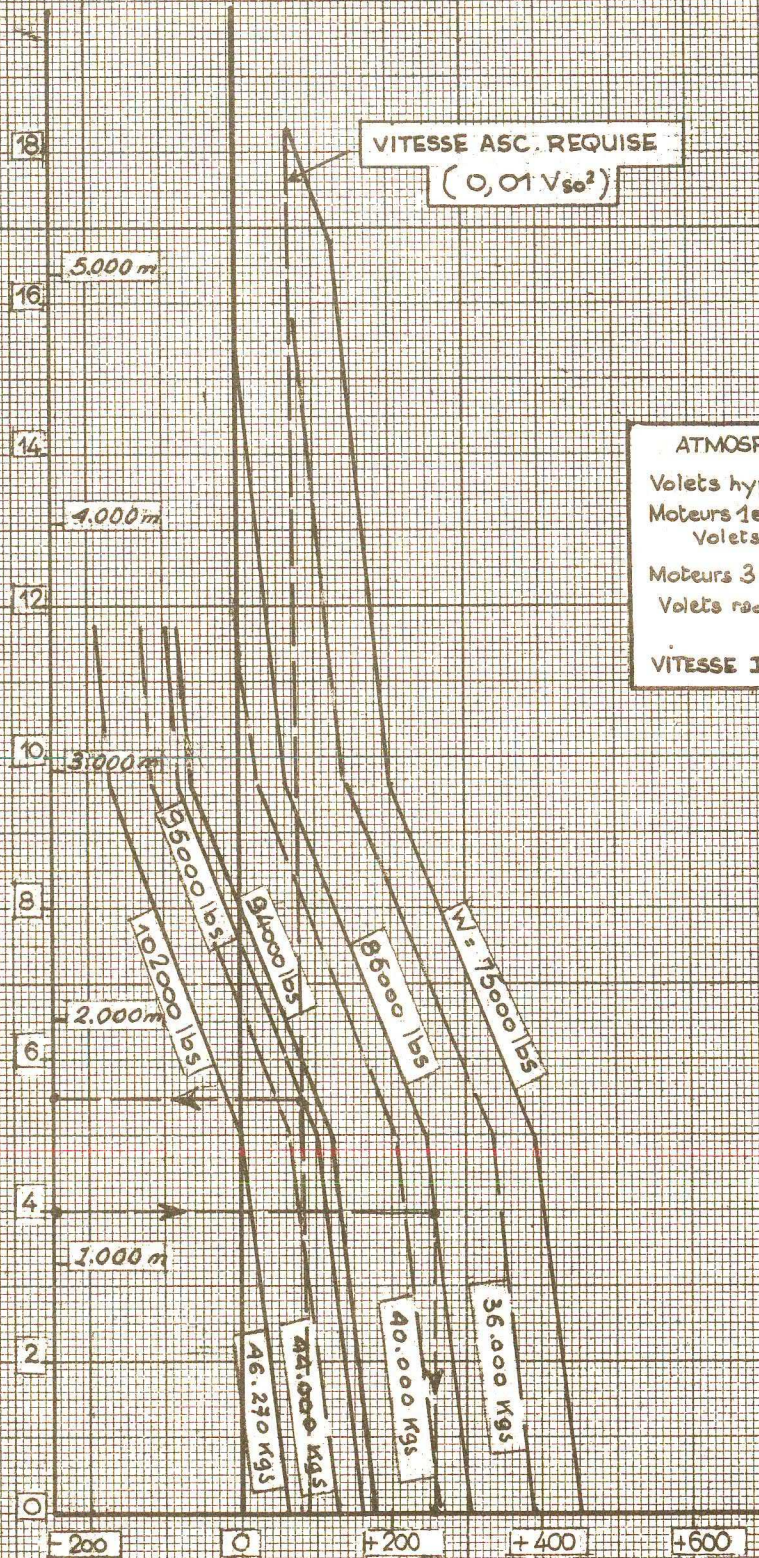 VITESSE ASC. REQUISE
( 0,01 Vso² )
18
5.000 m
16
14
4.000 m
12
10
3.000 m
8
2.000 m
6
4
1.000 m
2
0
ATMOSP
Volets hy
Moteurs 1e
Volets
Moteurs 3
Volets
VITESSE
102000 lbs
95000 lbs
94000 lbs
86000 lbs
W = 75000 lbs
46.270 Kgs
44.000 Kgs
40.000 Kgs
36.000 Kgs
-200
0
+200
+400
+600